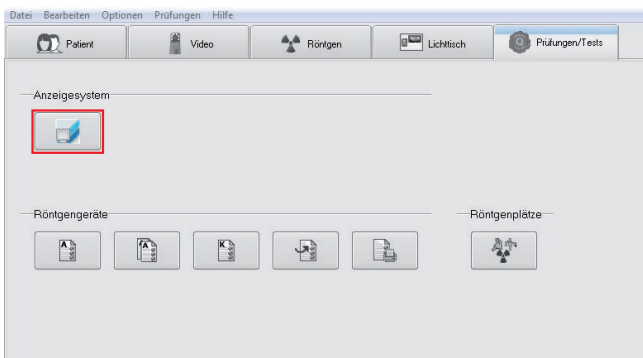 Datei Bearbeiten Optionen Prüfungen Hilfe
Patient Video Röntgen Lichttisch Prüfungen/Tests
Anzeigesystem
Röntgengeräte Röntgenplätze
A A K